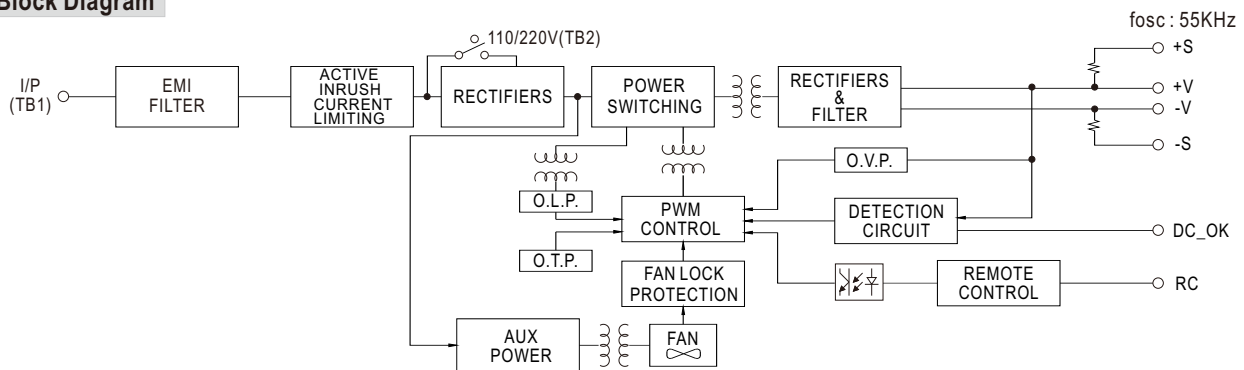 Block Diagram
fosc : 55KHz
110/220V(TB2)
+S
I/P
(TB1)
EMI
FILTER
ACTIVE
INRUSH
CURRENT
LIMITING
RECTIFIERS
POWER
SWITCHING
RECTIFIERS
&
FILTER
+V
-V
-S
O.V.P.
O.L.P.
PWM
CONTROL
DETECTION
CIRCUIT
DC_OK
O.T.P.
FAN LOCK
PROTECTION
REMOTE
CONTROL
RC
AUX
POWER
FAN